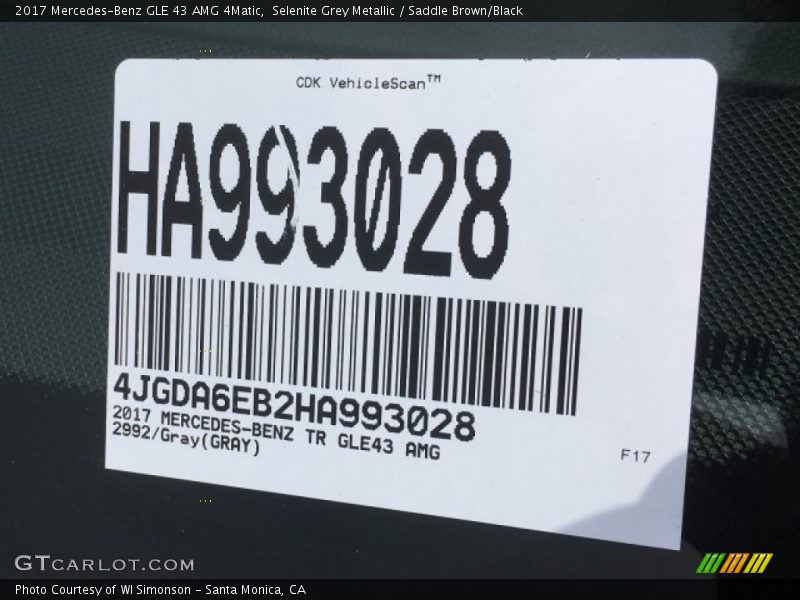 2017 Mercedes-Benz GLE 43 AMG 4Matic,  Selenite Grey Metallic / Saddle Brown/Black
CDK VehicleScan™
HA993028
4JGDA6EB2HA993028
2017 MERCEDES-BENZ TR GLE43 AMG
2992/Gray(GRAY)
F17
GTCARLOT.COM
Photo Courtesy of WI Simonson - Santa Monica, CA